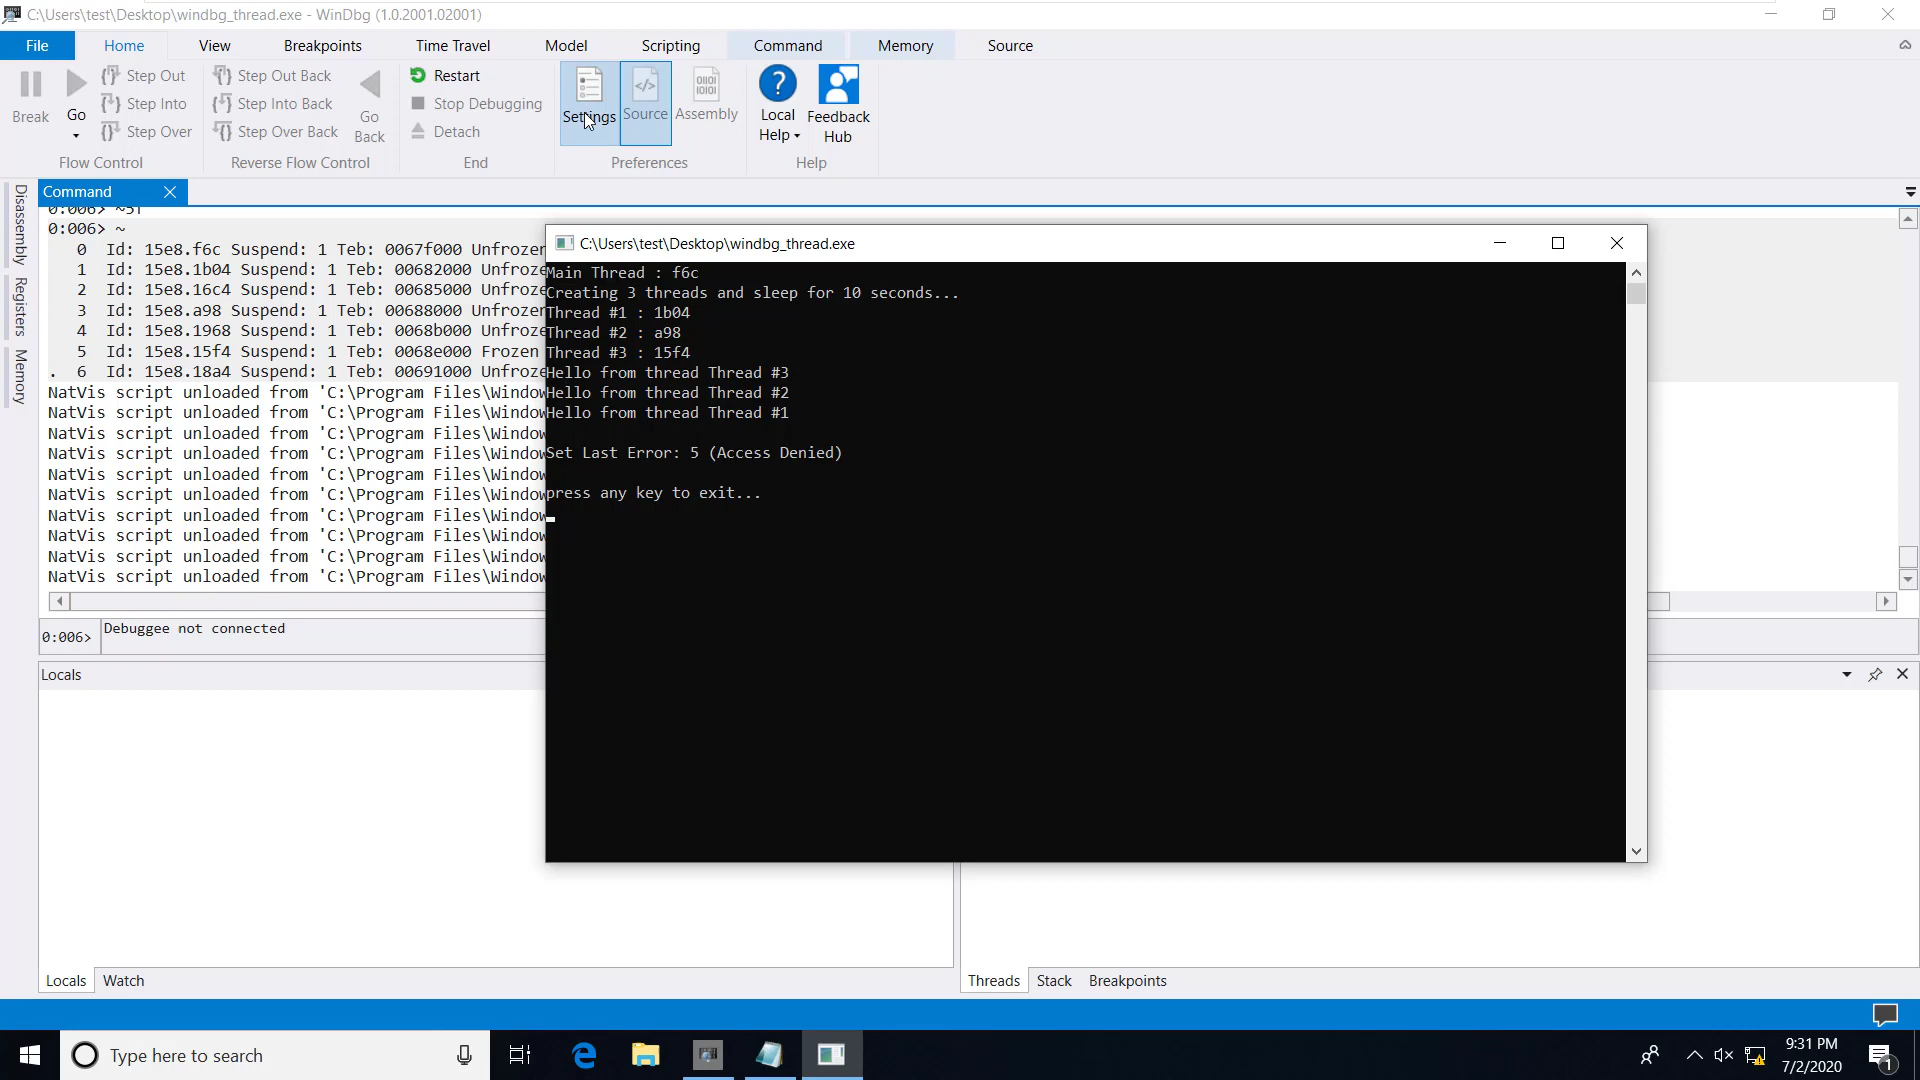 C:\Users\test\Desktop\windbg_thread.exe - WinDbg (1.0.2001.02001)
File Home View Breakpoints Time Travel Model Scripting Command Memory Source
Break
Go
Step Out
Step Into
Step Over
Flow Control
Step Out Back
Step Into Back
Step Over Back
Go Back
Reverse Flow Control
Restart
Stop Debugging
Detach
End
Settings
Source
Assembly
Preferences
Local Help
Feedback Hub
Help
Disassembly
Registers
Memory
Command
0:006> ~5f
0:006> ~
0 Id: 15e8.f6c Suspend: 1 Teb: 0067f000 Unfrozen
1 Id: 15e8.1b04 Suspend: 1 Teb: 00682000 Unfroze
2 Id: 15e8.16c4 Suspend: 1 Teb: 00685000 Unfroze
3 Id: 15e8.a98 Suspend: 1 Teb: 00688000 Unfrozen
4 Id: 15e8.1968 Suspend: 1 Teb: 0068b000 Unfroze
5 Id: 15e8.15f4 Suspend: 1 Teb: 0068e000 Frozen
. 6 Id: 15e8.18a4 Suspend: 1 Teb: 00691000 Unfroze
NatVis script unloaded from 'C:\Program Files\Window
NatVis script unloaded from 'C:\Program Files\Window
NatVis script unloaded from 'C:\Program Files\Window
NatVis script unloaded from 'C:\Program Files\Window
NatVis script unloaded from 'C:\Program Files\Window
NatVis script unloaded from 'C:\Program Files\Window
NatVis script unloaded from 'C:\Program Files\Window
NatVis script unloaded from 'C:\Program Files\Window
NatVis script unloaded from 'C:\Program Files\Window
NatVis script unloaded from 'C:\Program Files\Window
0:006> Debuggee not connected
C:\Users\test\Desktop\windbg_thread.exe
Main Thread : f6c
Creating 3 threads and sleep for 10 seconds...
Thread #1 : 1b04
Thread #2 : a98
Thread #3 : 15f4
Hello from thread Thread #3
Hello from thread Thread #2
Hello from thread Thread #1
Set Last Error: 5 (Access Denied)
press any key to exit...
Locals
Locals Watch
Threads Stack Breakpoints
Type here to search
9:31 PM
7/2/2020
1